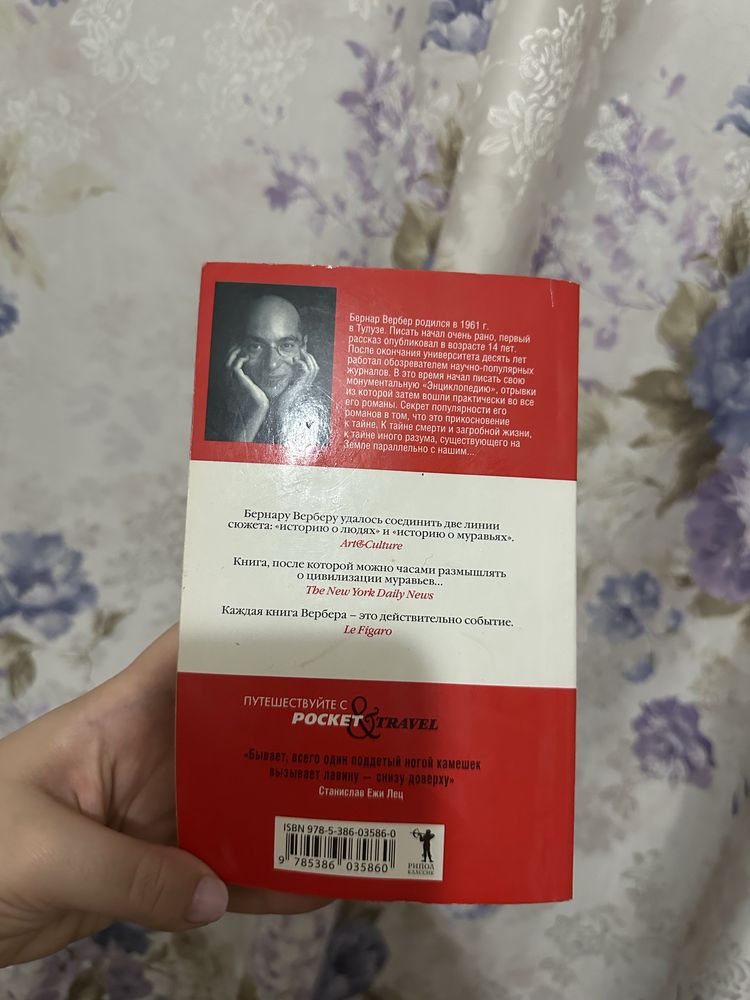 Бернар Вербер родился в 1961 г.
в Тулузе. Писать начал очень рано, первый
рассказ опубликовал в возрасте 14 лет.
После окончания университета десять лет
работал обозревателем научно-популярных
журналов. В это время начал писать свою
монументальную «Энциклопедию», отрывки
из которой затем вошли практически во все
его романы. Секрет популярности его
романов в том, что это прикосновение
к тайне. К тайне смерти и загробной жизни,
к тайне иного разума, существующего на
Земле параллельно с нашим...
Бернару Верберу удалось соединить две линии
сюжета: «историю о людях» и «историю о муравьях».
Art&Culture
Книга, после которой можно часами размышлять
о цивилизации муравьев...
The New York Daily News
Каждая книга Вербера – это действительно событие.
Le Figaro
ПУТЕШЕСТВУЙТЕ С
POCKET&TRAVEL
«Бывает, всего один поддетый ногой камешек
вызывает лавину – снизу доверху»
Станислав Ежи Лец
ISBN 978-5-386-03586-0
9 785386 035860
РИПОЛ
КЛАССИК